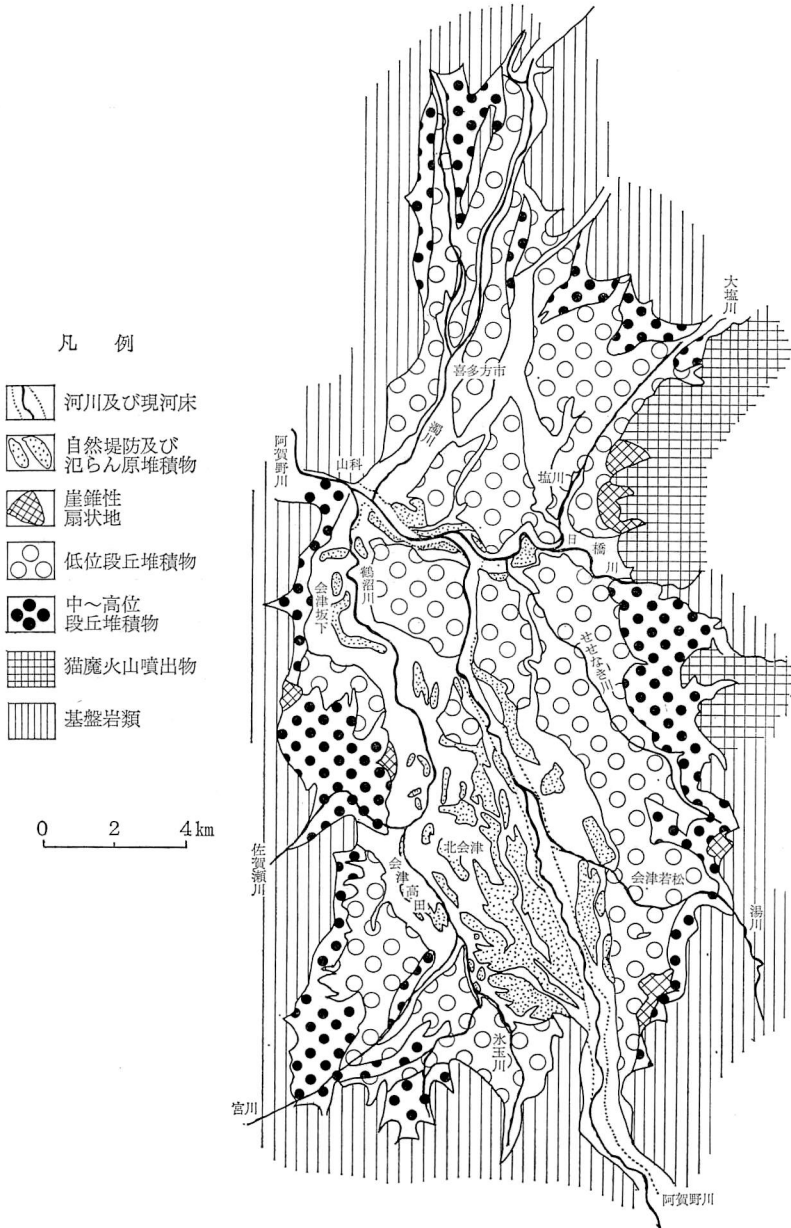 凡例
河川及び現河床
自然堤防及び
氾らん原堆積物
崖錐性
扇状地
低位段丘堆積物
中～高位
段丘堆積物
猫魔火山噴出物
基盤岩類
0 2 4km
大塩川
喜多方市
濁川
阿賀野川
山科
塩川
日橋川
鶴沼川
会津坂下
せせなぎ川
佐賀瀬川
会津高田
北会津
会津若松
湯川
氷玉川
宮川
阿賀野川